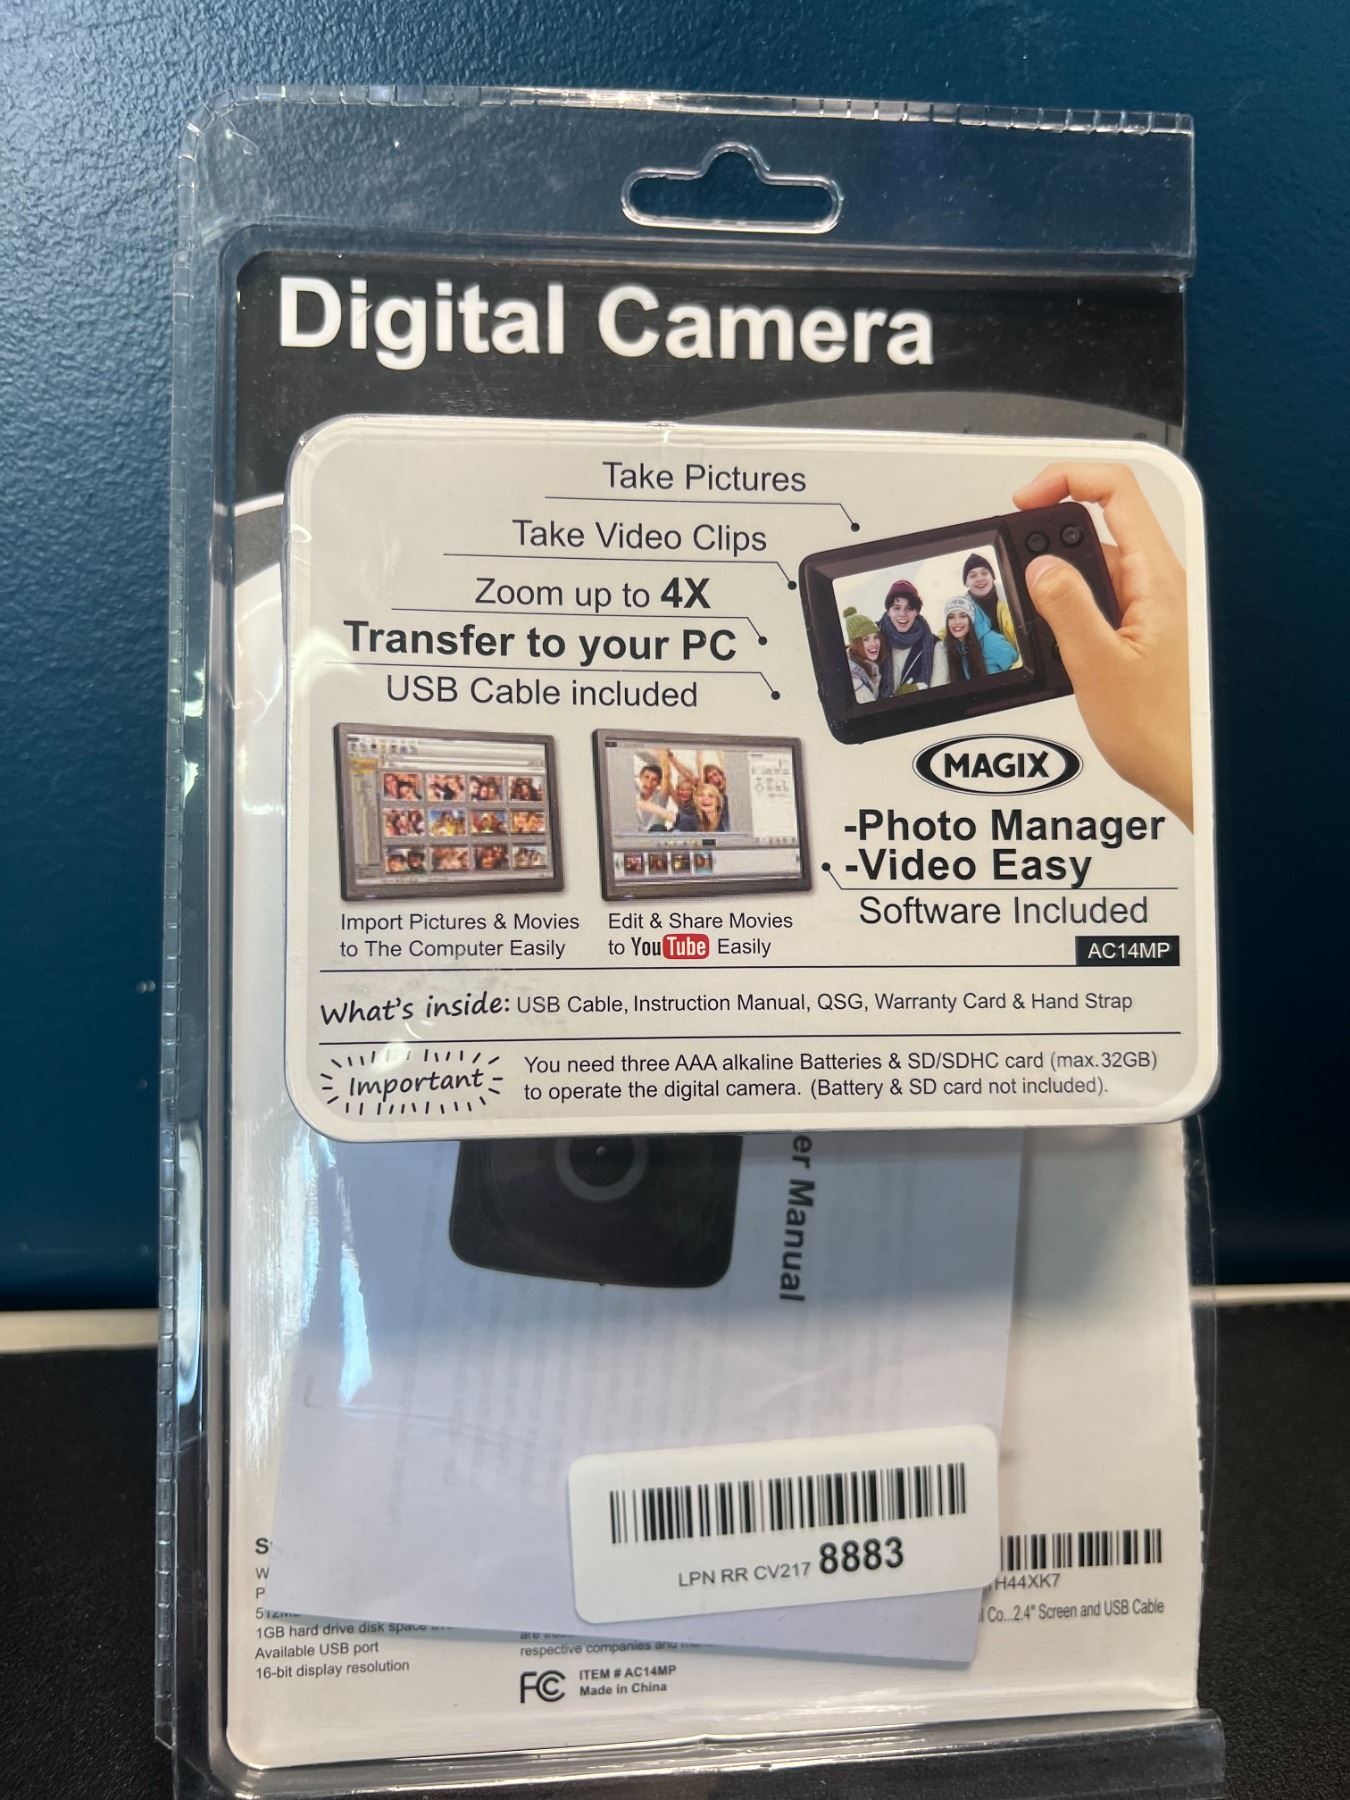 Digital Camera
Take Pictures
Take Video Clips
Zoom up to 4X
Transfer to your PC
USB Cable included
MAGIX
-Photo Manager
-Video Easy
Software Included
AC14MP
Import Pictures & Movies
to The Computer Easily
Edit & Share Movies
to YouTube Easily
What's inside: USB Cable, Instruction Manual, QSG, Warranty Card & Hand Strap
Important
You need three AAA alkaline Batteries & SD/SDHC card (max.32GB)
to operate the digital camera. (Battery & SD card not included).
er Manual
LPN RR CV217 8883
H44XK7
l Co...2.4" Screen and USB Cable
S
W
P
1GB hard drive disk space
Available USB port
16-bit display resolution
respective companies and
FC ITEM # AC14MP
Made in China